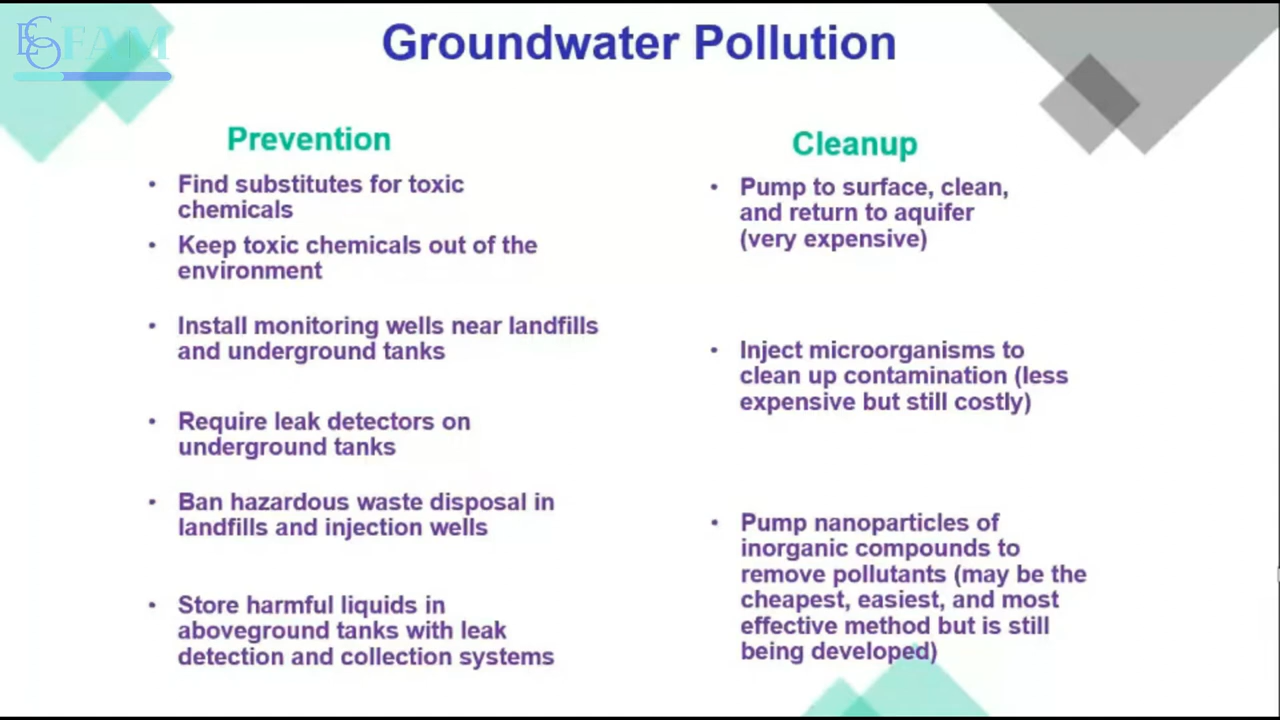 ECO FAM
Groundwater Pollution
Prevention
• Find substitutes for toxic
chemicals
• Keep toxic chemicals out of the
environment
• Install monitoring wells near landfills
and underground tanks
• Require leak detectors on
underground tanks
• Ban hazardous waste disposal in
landfills and injection wells
• Store harmful liquids in
aboveground tanks with leak
detection and collection systems
Cleanup
• Pump to surface, clean,
and return to aquifer
(very expensive)
• Inject microorganisms to
clean up contamination (less
expensive but still costly)
• Pump nanoparticles of
inorganic compounds to
remove pollutants (may be the
cheapest, easiest, and most
effective method but is still
being developed)